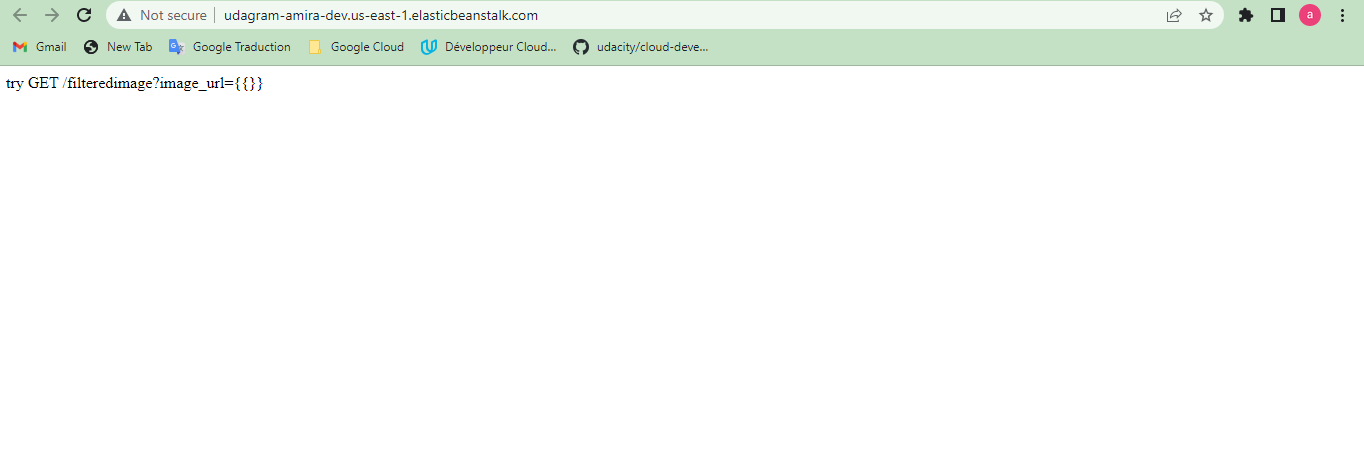 Not secure udagram-amira-dev.us-east-1.elasticbeanstalk.com a
Gmail New Tab Google Traduction Google Cloud Développeur Cloud... udacity/cloud-deve...
try GET /filteredimage?image_url={{}}